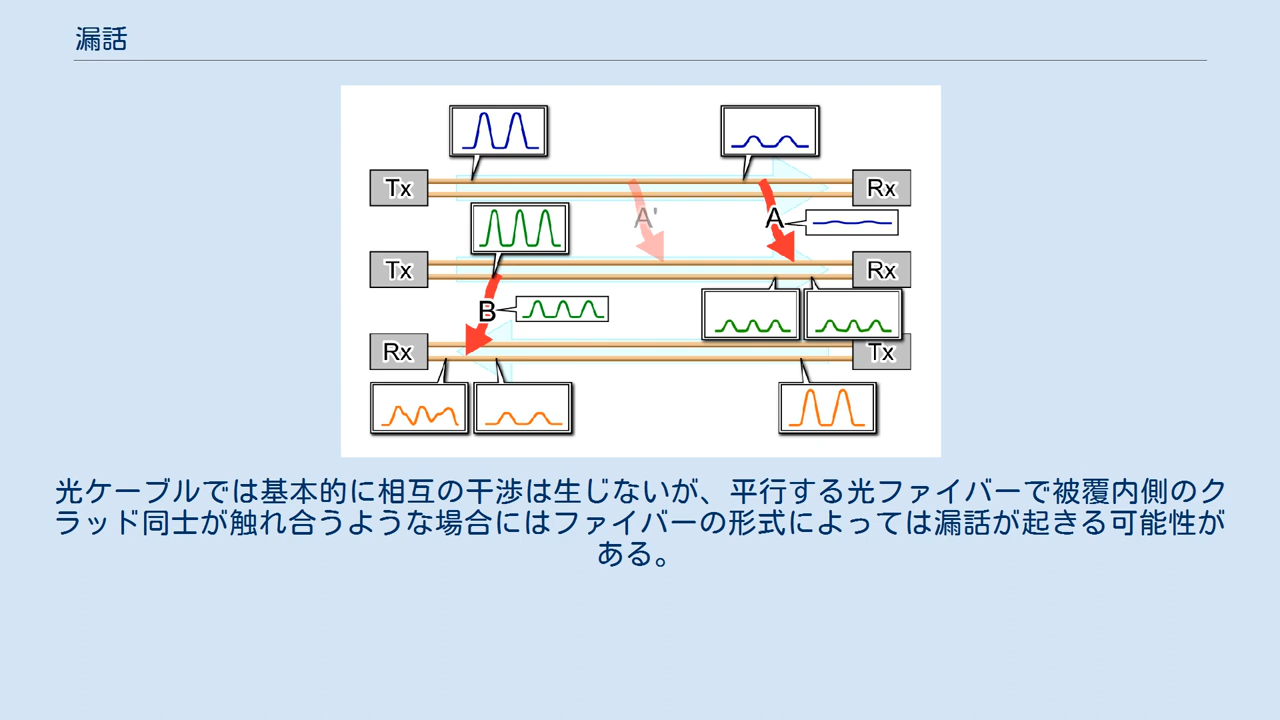 漏話
Tx
Rx
A'
A
Tx
Rx
B
Rx
Tx
光ケーブルでは基本的に相互の干渉は生じないが、平行する光ファイバーで被覆内側のク
ラッド同士が触れ合うような場合にはファイバーの形式によっては漏話が起きる可能性が
ある。